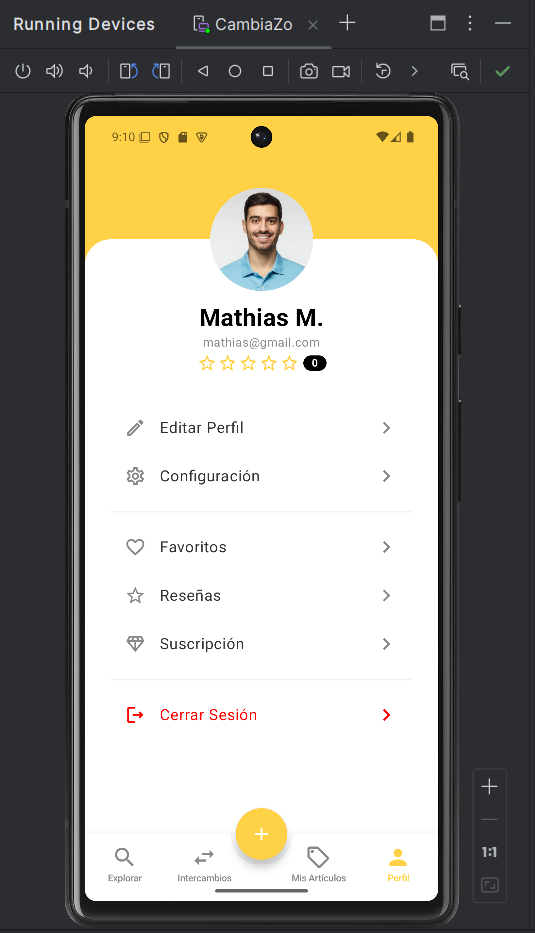 Running Devices CambiaZo
9:10
Mathias M.
mathias@gmail.com
0
Editar Perfil
Configuración
Favoritos
Reseñas
Suscripción
Cerrar Sesión
Explorar Intercambios Mis Artículos Perfil
1:1